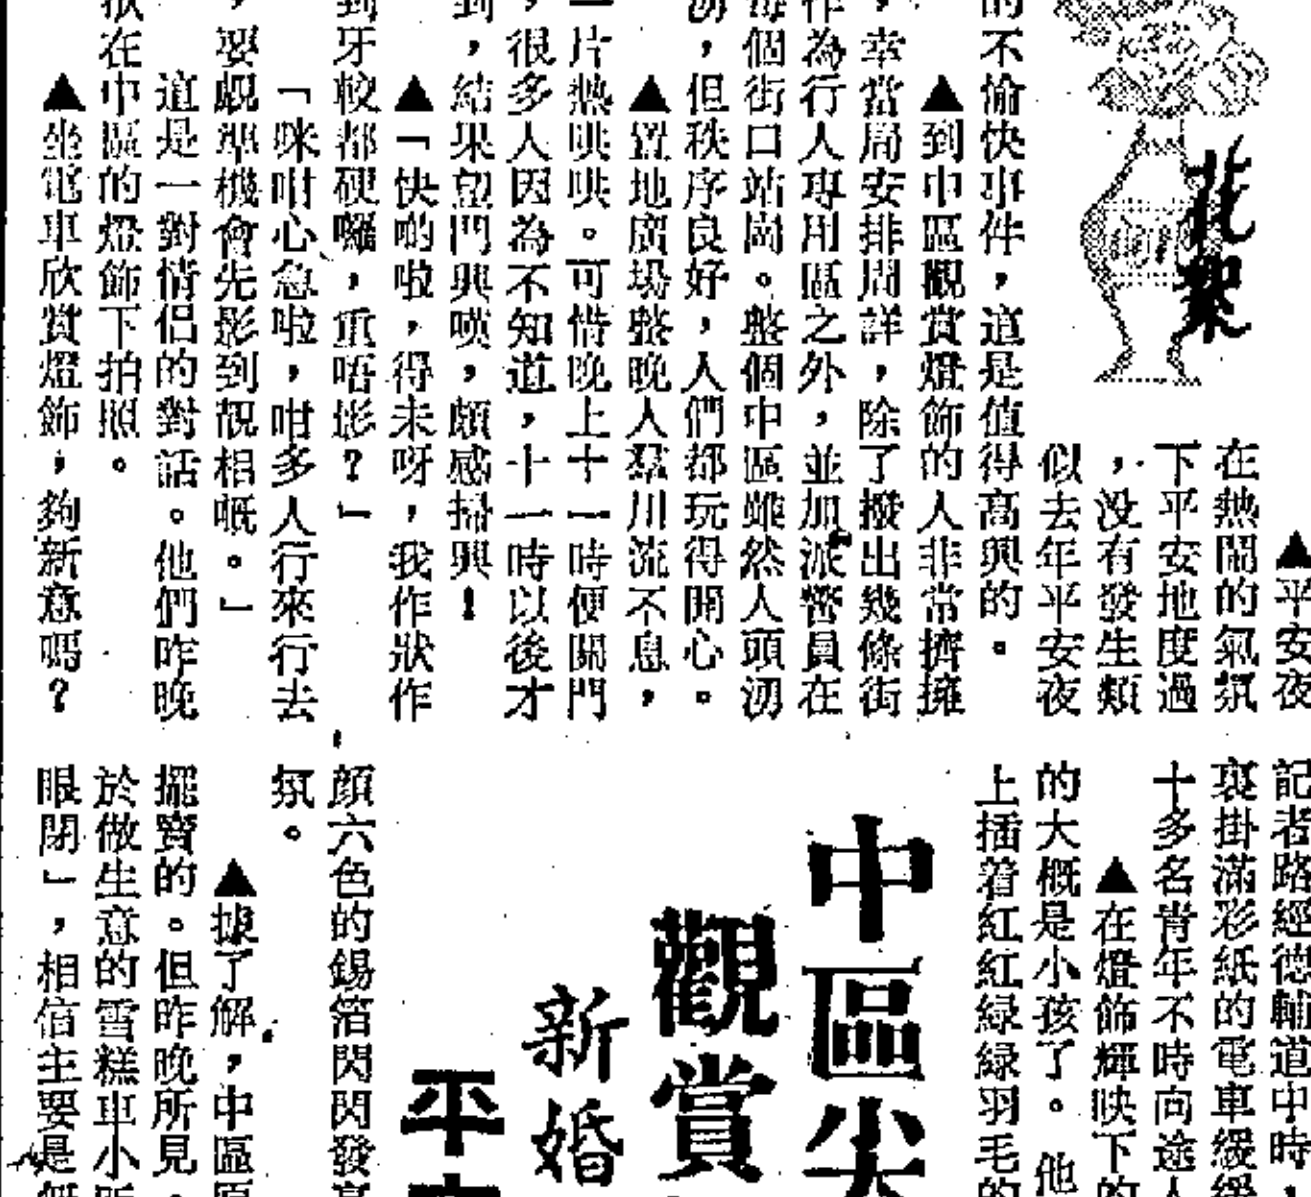 花絮
▲平安夜
在熱鬧的氣氛
下平安地度過
，沒有發生類
似去年平安夜
的不愉快事件，這是值得高興的。
▲到中區觀賞燈飾的人非常擠擁
，幸當局安排周詳，除了撥出幾條街
作為行人專用區之外，並加派警員在
每個街口站崗。整個中區雖然人頭湧
湧，但秩序良好，人們都玩得開心。
▲置地廣場整晚人羣川流不息，
一片熱哄哄。可惜晚上十一時便關門
，很多人因為不知道，十一時以後才
到，結果望門興嘆，頗感掃興！
▲「快啲啦，得未呀，我作狀作
到牙較都硬囉，重唔影？」
「咪咁心急啦，咁多人行來行去
，要覷準機會先影到靚相嘅。」
這是一對情侶的對話。他們昨晚
在中區的燈飾下拍照。
▲坐電車欣賞燈飾，夠新意嗎？
記者路經德輔道中時，
裏掛滿彩紙的電車緩緩
十多名青年不時向途人
▲在燈飾輝映下的
的大概是小孩了。他
上插着紅紅綠綠羽毛的
中區尖
觀賞
新婚
平
顏六色的錫箔閃閃發
氛。
▲據了解，中區
擺賣的。但昨晚所見，
於做生意的雪糕車小販
眼閉」，相信主要是